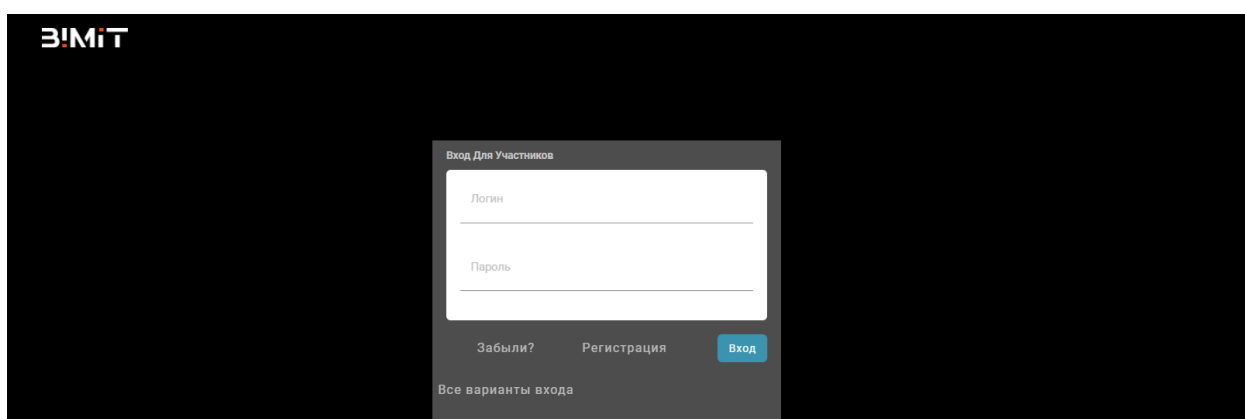 B!MiT
Вход Для Участников
Логин
Пароль
Забыли? Регистрация Вход
Все варианты входа